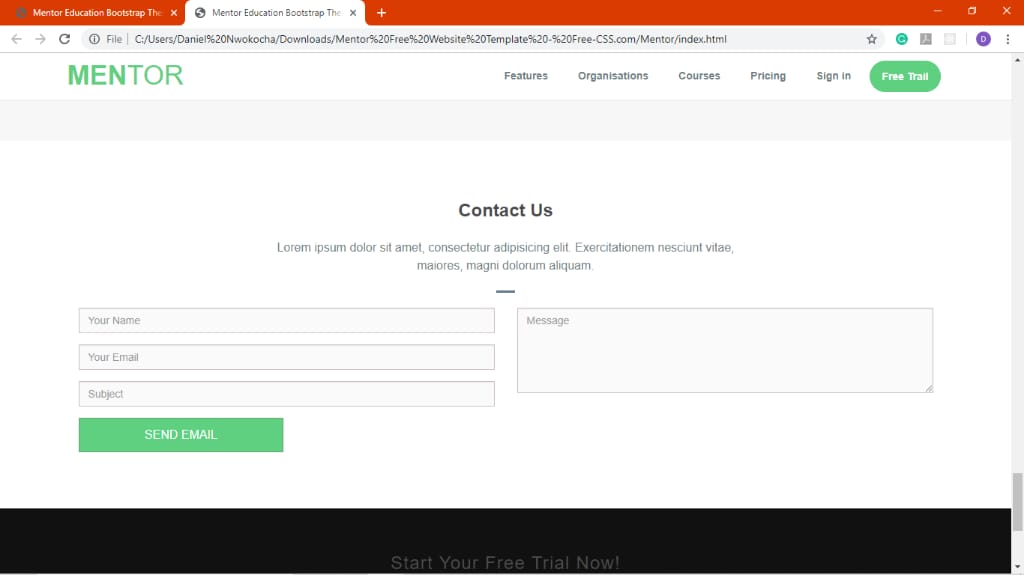 Mentor Education Bootstrap The
Mentor Education Bootstrap The
File C:/Users/Daniel%20Nwokocha/Downloads/Mentor%20Free%20Website%20Template%20-%20Free-CSS.com/Mentor/index.html
D
MENTOR
Features Organisations Courses Pricing Sign in Free Trail
Contact Us
Lorem ipsum dolor sit amet, consectetur adipisicing elit. Exercitationem nesciunt vitae,
maiores, magni dolorum aliquam.
Your Name
Message
Your Email
Subject
SEND EMAIL
Start Your Free Trial Now!